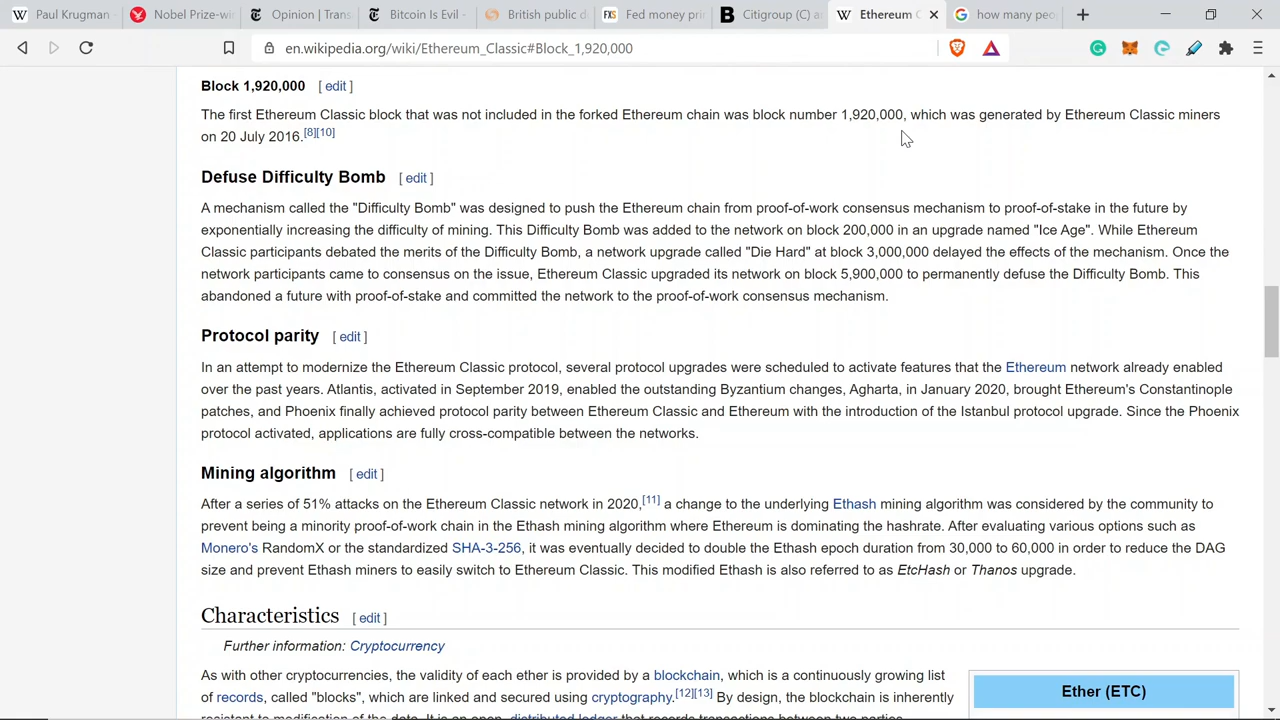 Paul Krugman -
Nobel Prize-wi
Opinion | Trans
Bitcoin Is Evil -
British public d
Fed money prin
Citigroup (C) a
Ethereum C
how many peo
en.wikipedia.org/wiki/Ethereum_Classic#Block_1,920,000
Block 1,920,000 [ edit ]
The first Ethereum Classic block that was not included in the forked Ethereum chain was block number 1,920,000, which was generated by Ethereum Classic miners
on 20 July 2016.[8][10]
Defuse Difficulty Bomb [ edit ]
A mechanism called the "Difficulty Bomb" was designed to push the Ethereum chain from proof-of-work consensus mechanism to proof-of-stake in the future by
exponentially increasing the difficulty of mining. This Difficulty Bomb was added to the network on block 200,000 in an upgrade named "Ice Age". While Ethereum
Classic participants debated the merits of the Difficulty Bomb, a network upgrade called "Die Hard" at block 3,000,000 delayed the effects of the mechanism. Once the
network participants came to consensus on the issue, Ethereum Classic upgraded its network on block 5,900,000 to permanently defuse the Difficulty Bomb. This
abandoned a future with proof-of-stake and committed the network to the proof-of-work consensus mechanism.
Protocol parity [ edit ]
In an attempt to modernize the Ethereum Classic protocol, several protocol upgrades were scheduled to activate features that the Ethereum network already enabled
over the past years. Atlantis, activated in September 2019, enabled the outstanding Byzantium changes, Agharta, in January 2020, brought Ethereum's Constantinople
patches, and Phoenix finally achieved protocol parity between Ethereum Classic and Ethereum with the introduction of the Istanbul protocol upgrade. Since the Phoenix
protocol activated, applications are fully cross-compatible between the networks.
Mining algorithm [ edit ]
After a series of 51% attacks on the Ethereum Classic network in 2020,[11] a change to the underlying Ethash mining algorithm was considered by the community to
prevent being a minority proof-of-work chain in the Ethash mining algorithm where Ethereum is dominating the hashrate. After evaluating various options such as
Monero's RandomX or the standardized SHA-3-256, it was eventually decided to double the Ethash epoch duration from 30,000 to 60,000 in order to reduce the DAG
size and prevent Ethash miners to easily switch to Ethereum Classic. This modified Ethash is also referred to as EtcHash or Thanos upgrade.
Characteristics [ edit ]
Further information: Cryptocurrency
As with other cryptocurrencies, the validity of each ether is provided by a blockchain, which is a continuously growing list
of records, called "blocks", which are linked and secured using cryptography.[12][13] By design, the blockchain is inherently
resistant to modification of the data. It is an open, distributed ledger that records transactions between two parties
Ether (ETC)